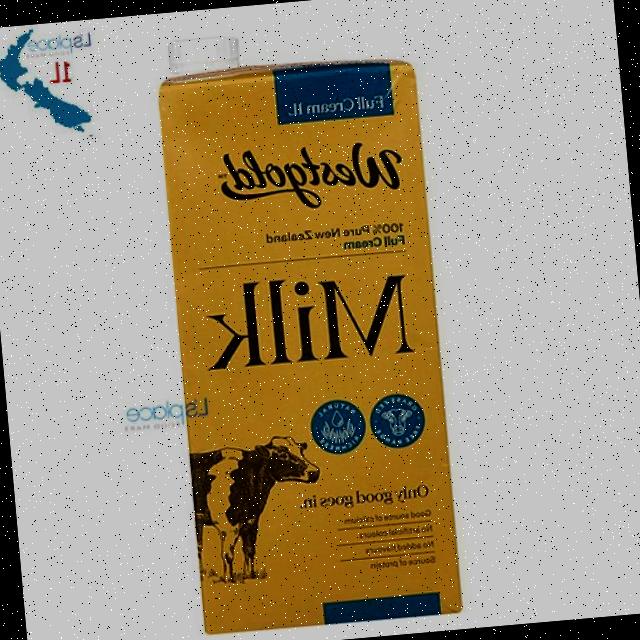 Lsplace
1L
Full Cream 1L
Westgold
100% Pure New Zealand
Full Cream
Milk
Lsplace
Only good goes in.
Good source of calcium
No artificial colours
No added flavours
Source of protein